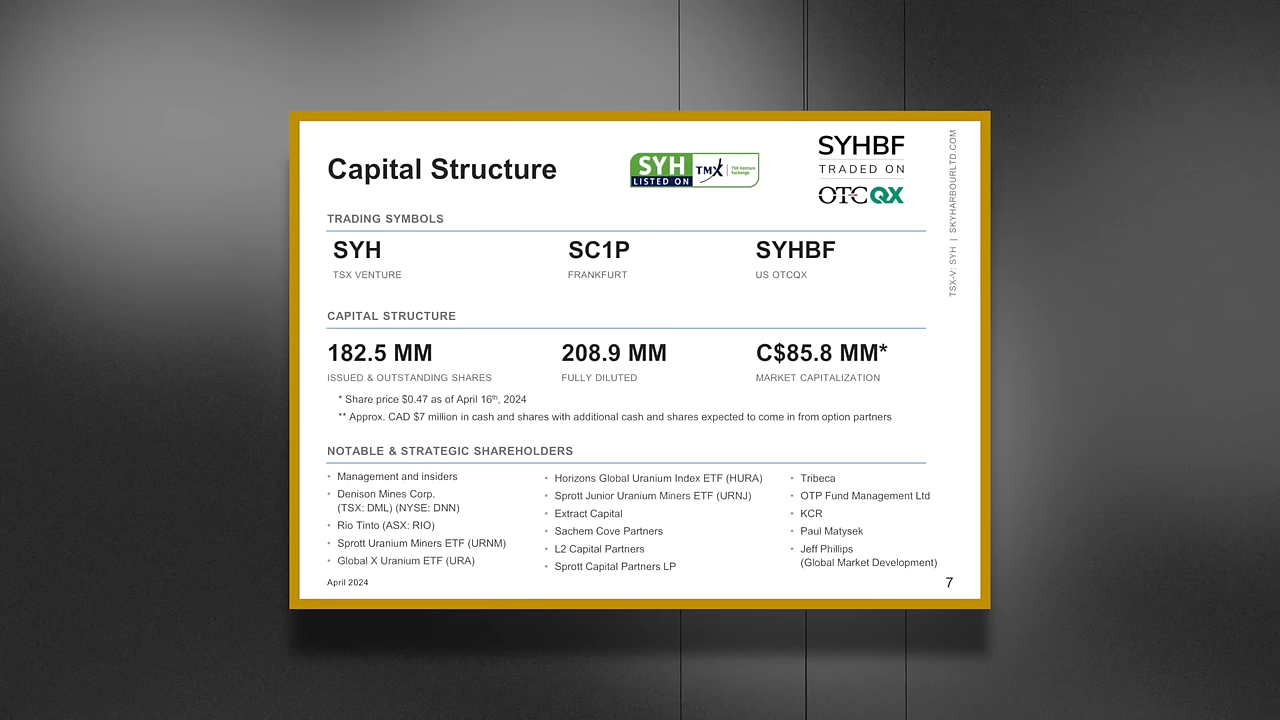 Capital Structure
SYH
LISTED ON
TMX
TSX Venture
Exchange
SYHBF
TRADED ON
OTCQX
TSX-V: SYH | SKYHARBOURLTD.COM
TRADING SYMBOLS
SYH
SC1P
SYHBF
TSX VENTURE
FRANKFURT
US OTCQX
CAPITAL STRUCTURE
182.5 MM
208.9 MM
C$85.8 MM*
ISSUED & OUTSTANDING SHARES
FULLY DILUTED
MARKET CAPITALIZATION
* Share price $0.47 as of April 16th, 2024
** Approx. CAD $7 million in cash and shares with additional cash and shares expected to come in from option partners
NOTABLE & STRATEGIC SHAREHOLDERS
• Management and insiders
• Denison Mines Corp.
(TSX: DML) (NYSE: DNN)
• Rio Tinto (ASX: RIO)
• Sprott Uranium Miners ETF (URNM)
• Global X Uranium ETF (URA)
• Horizons Global Uranium Index ETF (HURA)
• Sprott Junior Uranium Miners ETF (URNJ)
• Extract Capital
• Sachem Cove Partners
• L2 Capital Partners
• Sprott Capital Partners LP
• Tribeca
• OTP Fund Management Ltd
• KCR
• Paul Matysek
• Jeff Phillips
(Global Market Development)
April 2024
7